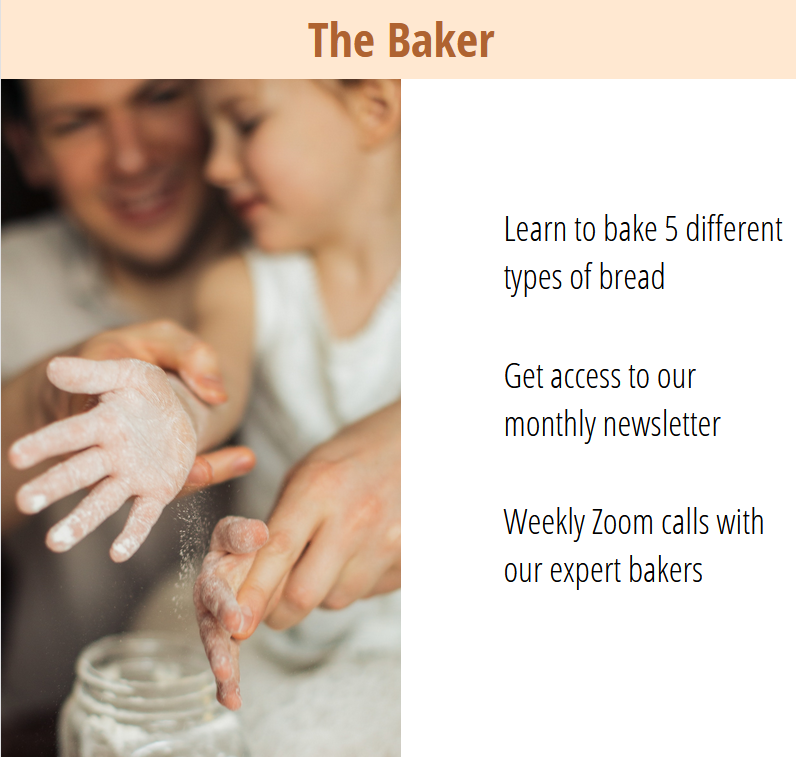 The Baker
Learn to bake 5 different
types of bread
Get access to our
monthly newsletter
Weekly Zoom calls with
our expert bakers